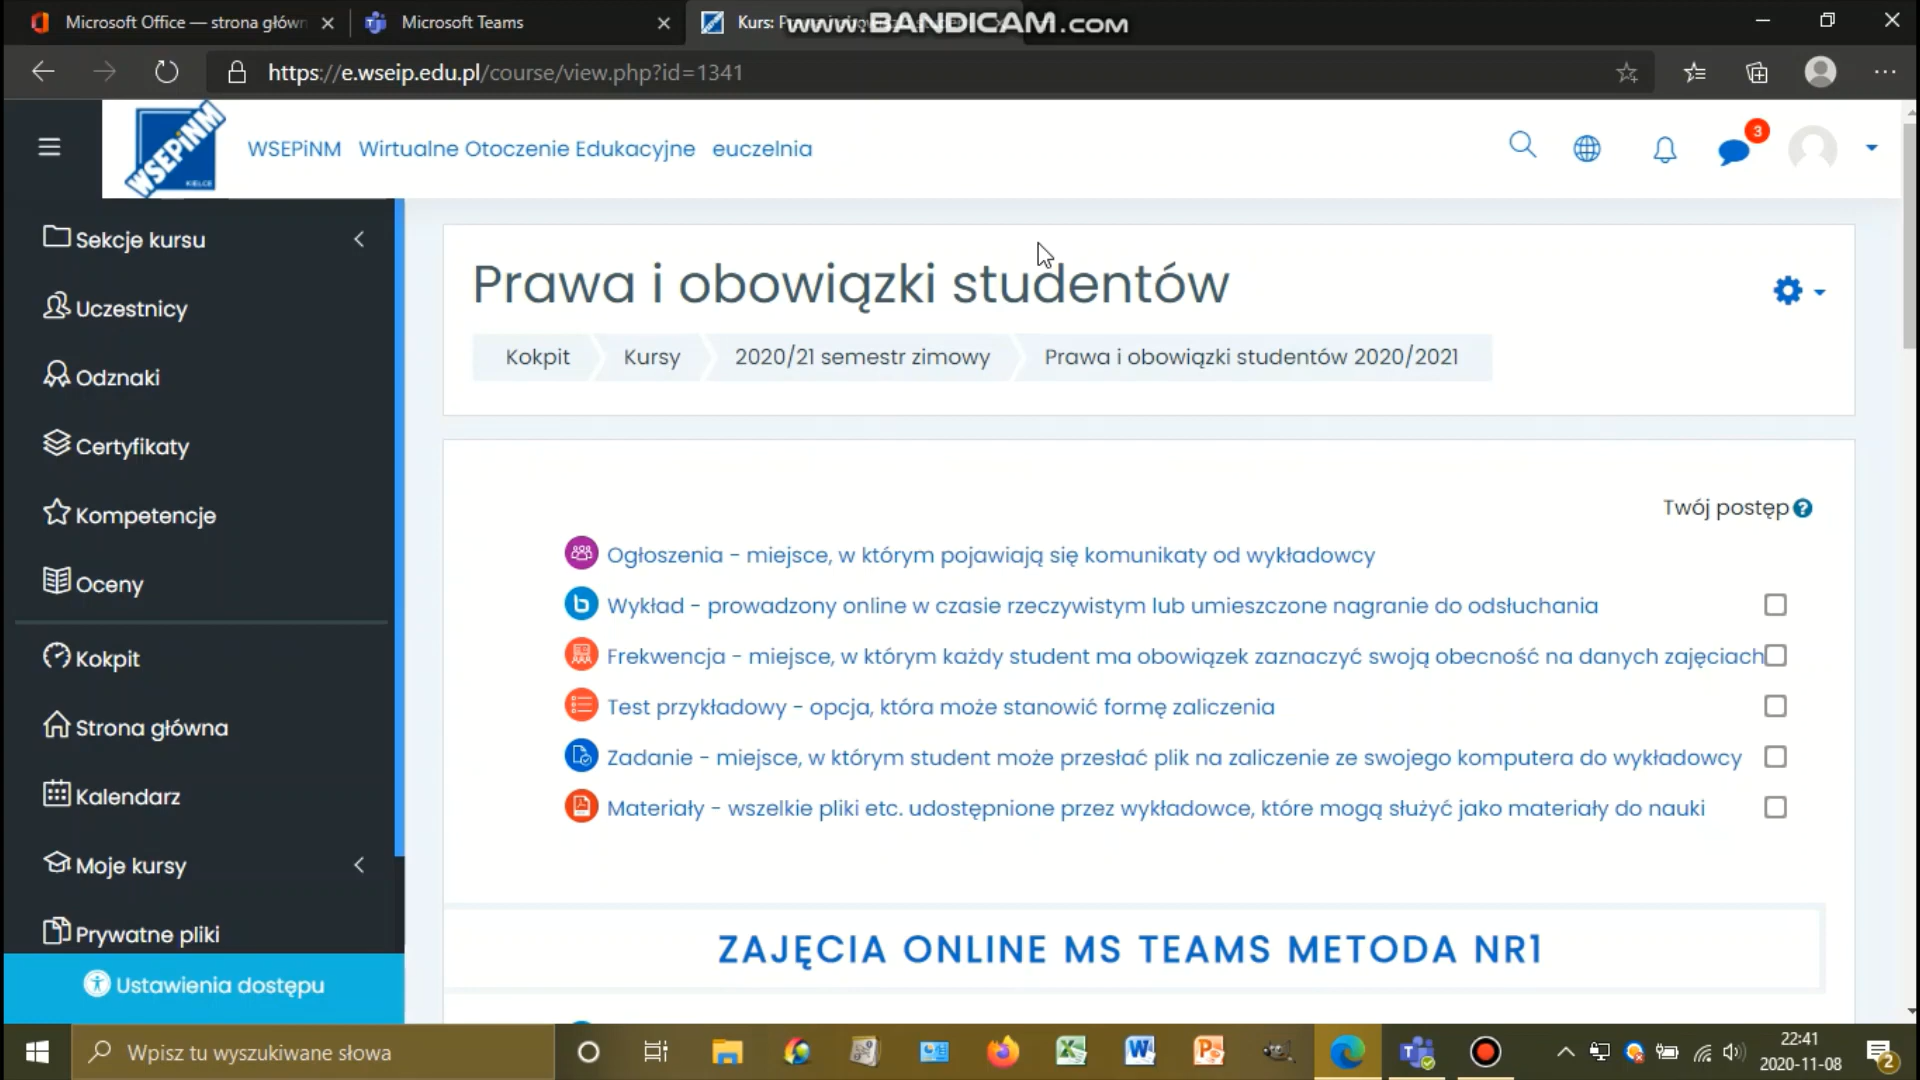 Microsoft Office — strona główn
Microsoft Teams
Kurs:
www.BANDICAM.com
https://e.wseip.edu.pl/course/view.php?id=1341
WSEPiNM
KIELCE
WSEPiNM Wirtualne Otoczenie Edukacyjne euczelnia
3
Sekcje kursu
Uczestnicy
Odznaki
Certyfikaty
Kompetencje
Oceny
Kokpit
Strona główna
Kalendarz
Moje kursy
Prywatne pliki
Ustawienia dostępu
Prawa i obowiązki studentów
Kokpit Kursy 2020/21 semestr zimowy Prawa i obowiązki studentów 2020/2021
Twój postęp
Ogłoszenia - miejsce, w którym pojawiają się komunikaty od wykładowcy
Wykład - prowadzony online w czasie rzeczywistym lub umieszczone nagranie do odsłuchania
Frekwencja - miejsce, w którym każdy student ma obowiązek zaznaczyć swoją obecność na danych zajęciach
Test przykładowy - opcja, która może stanowić formę zaliczenia
Zadanie - miejsce, w którym student może przesłać plik na zaliczenie ze swojego komputera do wykładowcy
Materiały - wszelkie pliki etc. udostępnione przez wykładowce, które mogą służyć jako materiały do nauki
ZAJĘCIA ONLINE MS TEAMS METODA NR1
Wpisz tu wyszukiwane słowa
22:41
2020-11-08
2